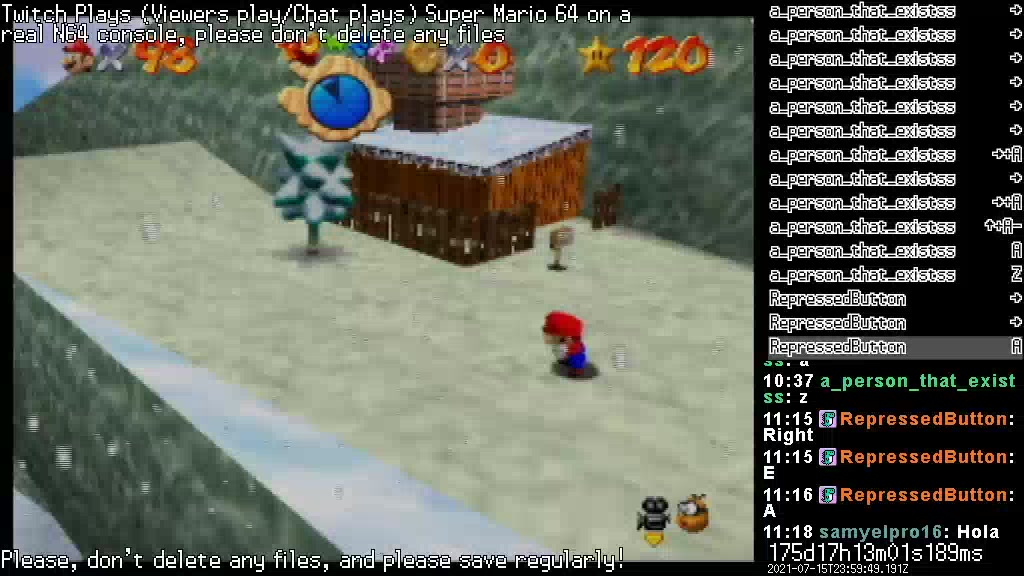 Twitch Plays (Viewers play/Chat plays) Super Mario 64 on a
real N64 console, please don't delete any files
98
0
120
a_person_that_existss →
a_person_that_existss →
a_person_that_existss →
a_person_that_existss →
a_person_that_existss →
a_person_that_existss →
a_person_that_existss →+A
a_person_that_existss →
a_person_that_existss →+A
a_person_that_existss ↑+A-
a_person_that_existss A
a_person_that_existss Z
RepressedButton →
RepressedButton →
RepressedButton A
ss: a
10:37 a_person_that_exist
ss: z
11:15 RepressedButton:
Right
11:15 RepressedButton:
E
11:16 RepressedButton:
A
11:18 samyelpro16: Hola
175d17h13m01s189ms
2021-07-15T23:59:49.191Z
Please, don't delete any files, and please save regularly!